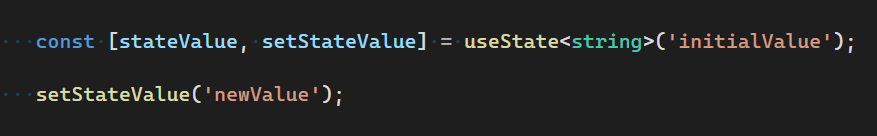 const [stateValue, setStateValue] = useState<string>('initialValue');
setStateValue('newValue');